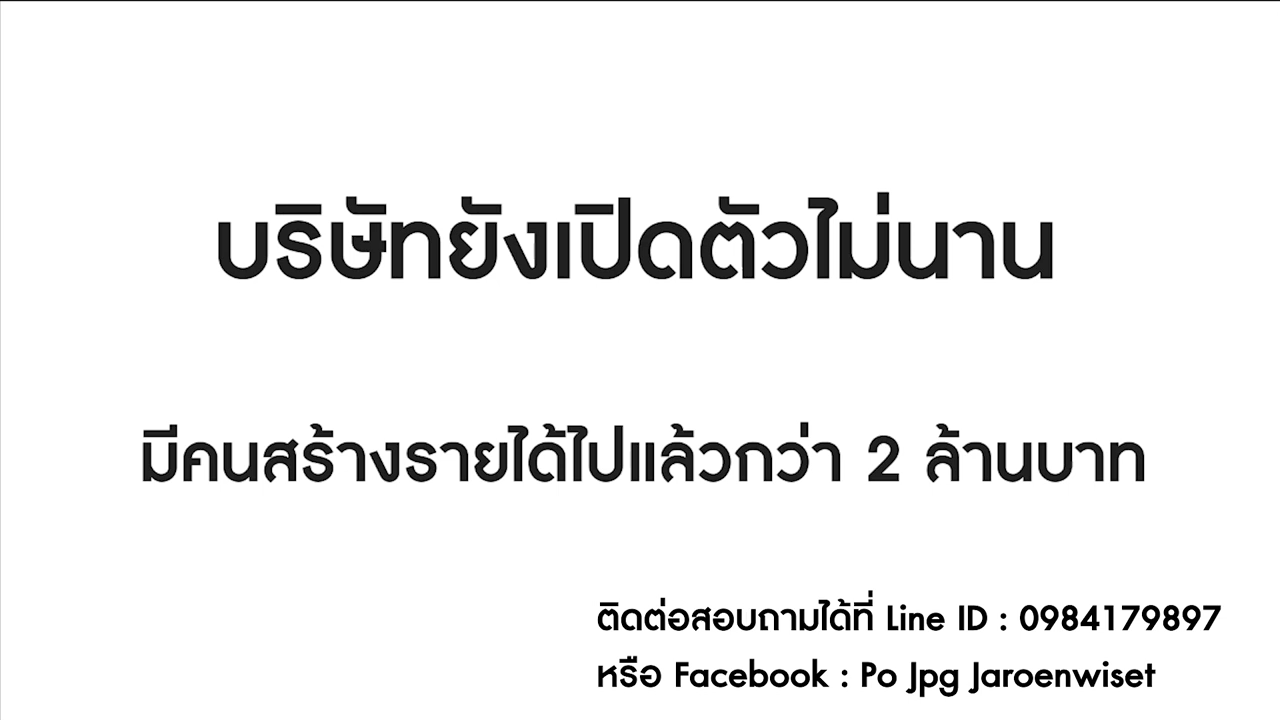 บริษัทยังเปิดตัวไม่นาน
มีคนสร้างรายได้ไปแล้วกว่า 2 ล้านบาท
ติดต่อสอบถามได้ที่ Line ID : 0984179897
หรือ Facebook : Po Jpg Jaroenwiset